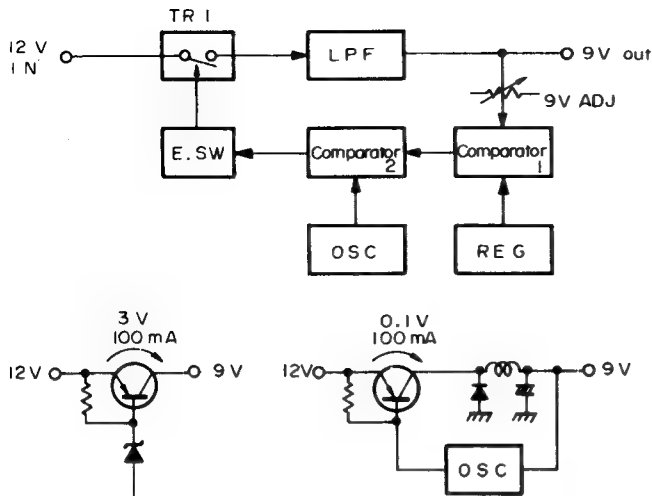 TR 1
12 V
IN
LPF
9V out
9V ADJ
E.SW
Comparator 2
Comparator 1
OSC
REG
3 V
100 mA
12V
9 V
0.1V
100 mA
12V
9V
OSC